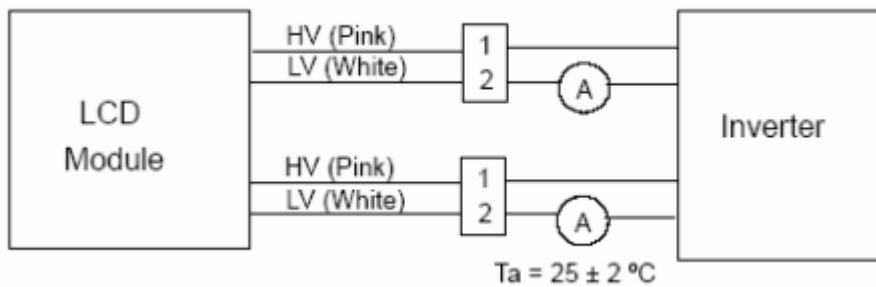 HV (Pink)
1
LV (White)
2
A
LCD
Module
Inverter
HV (Pink)
1
LV (White)
2
A
Ta = 25 ± 2 ºC